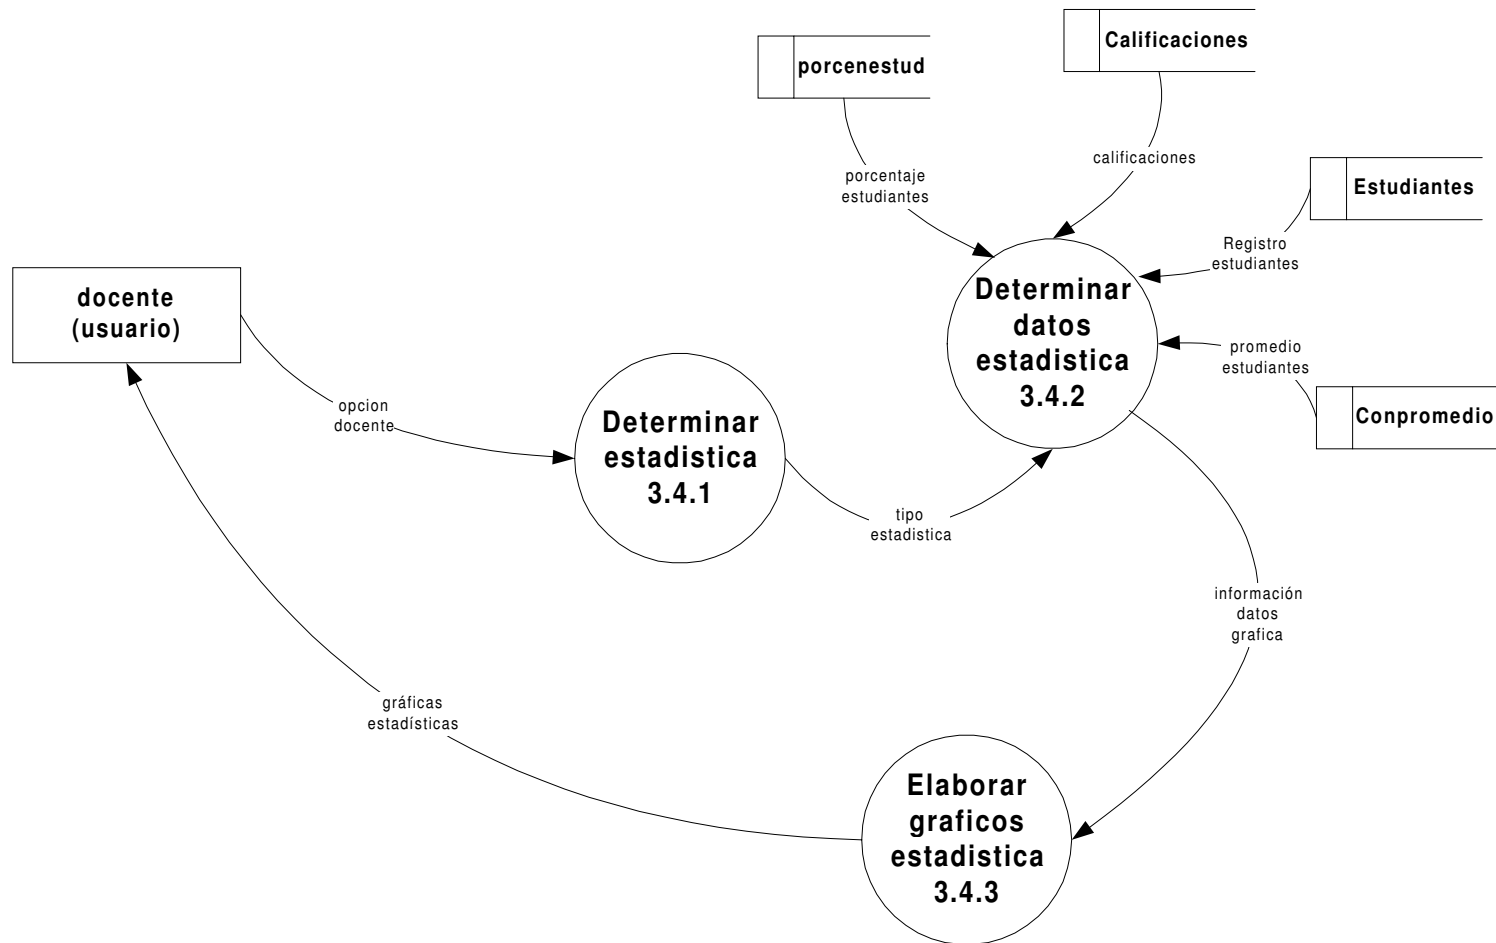 Calificaciones
porcenestud
calificaciones
porcentaje
estudiantes
Estudiantes
Registro
estudiantes
docente
(usuario)
Determinar
datos
estadistica
3.4.2
promedio
estudiantes
Conpromedio
opcion
docente
Determinar
estadistica
3.4.1
tipo
estadistica
información
datos
grafica
gráficas
estadísticas
Elaborar
graficos
estadistica
3.4.3